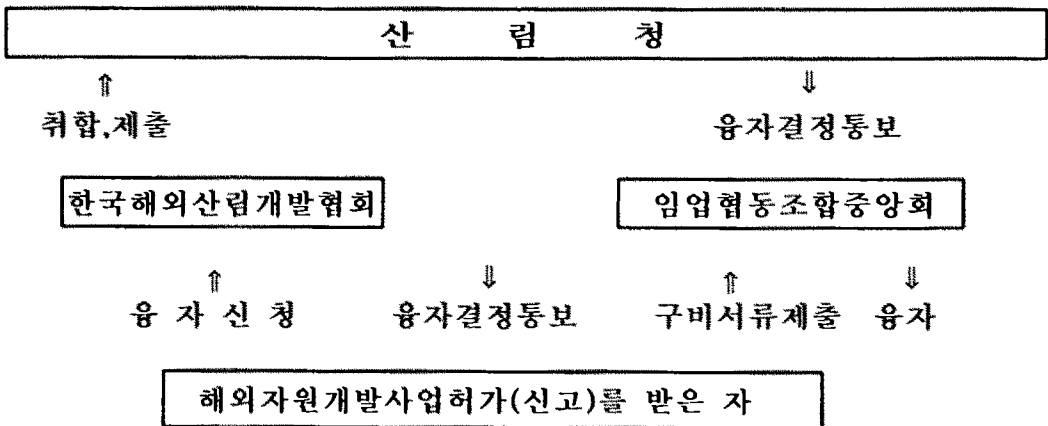 산 림 청
⇑ ⇓
취합,제출 융자결정통보
한국해외산림개발협회 임업협동조합중앙회
⇑ ⇓ ⇑ ⇓
융 자 신 청 융자결정통보 구비서류제출 융자
해외자원개발사업허가(신고)를 받은 자